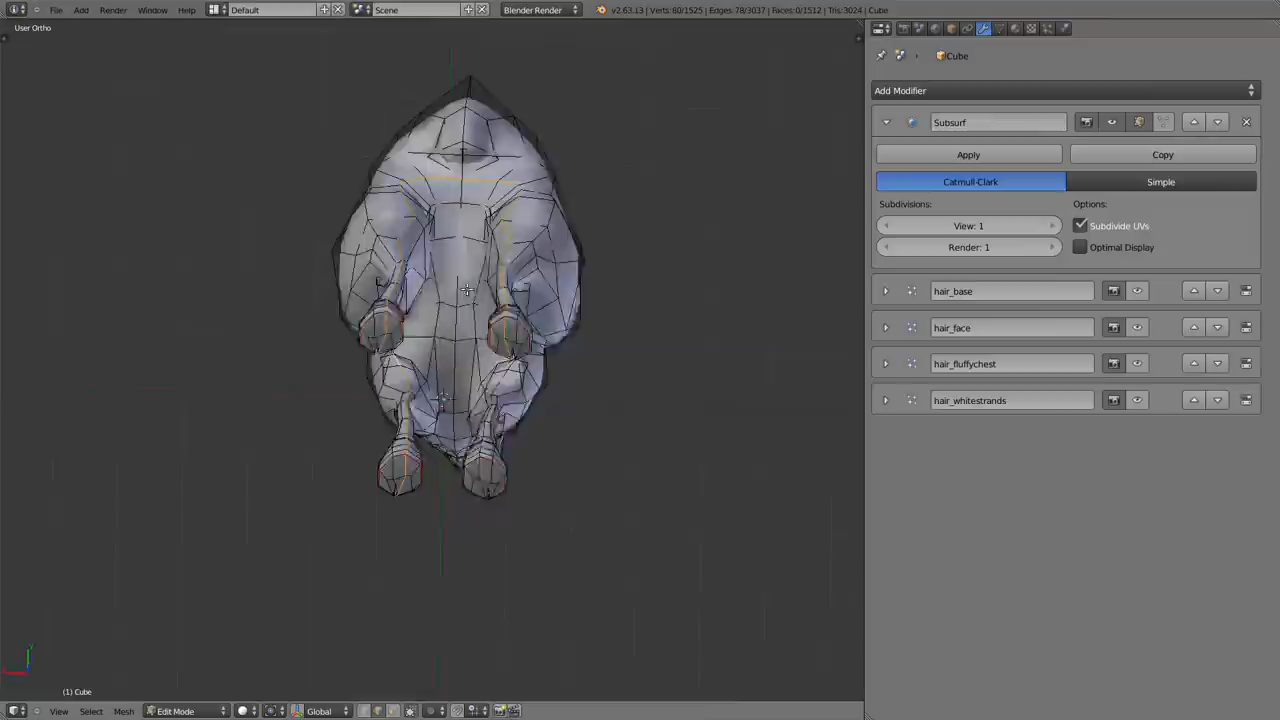 File Add Render Window Help Default Scene Blender Render v2.63.13 | Verts:80/1525 | Edges:78/3037 | Faces:0/1512 | Tris:3024 | Cube
User Ortho
Cube
Add Modifier
Subsurf
Apply Copy
Catmull-Clark Simple
Subdivisions: Options:
View: 1 Subdivide UVs
Render: 1 Optimal Display
hair_base
hair_face
hair_fluffychest
hair_whitestrands
(1) Cube
View Select Mesh Edit Mode Global